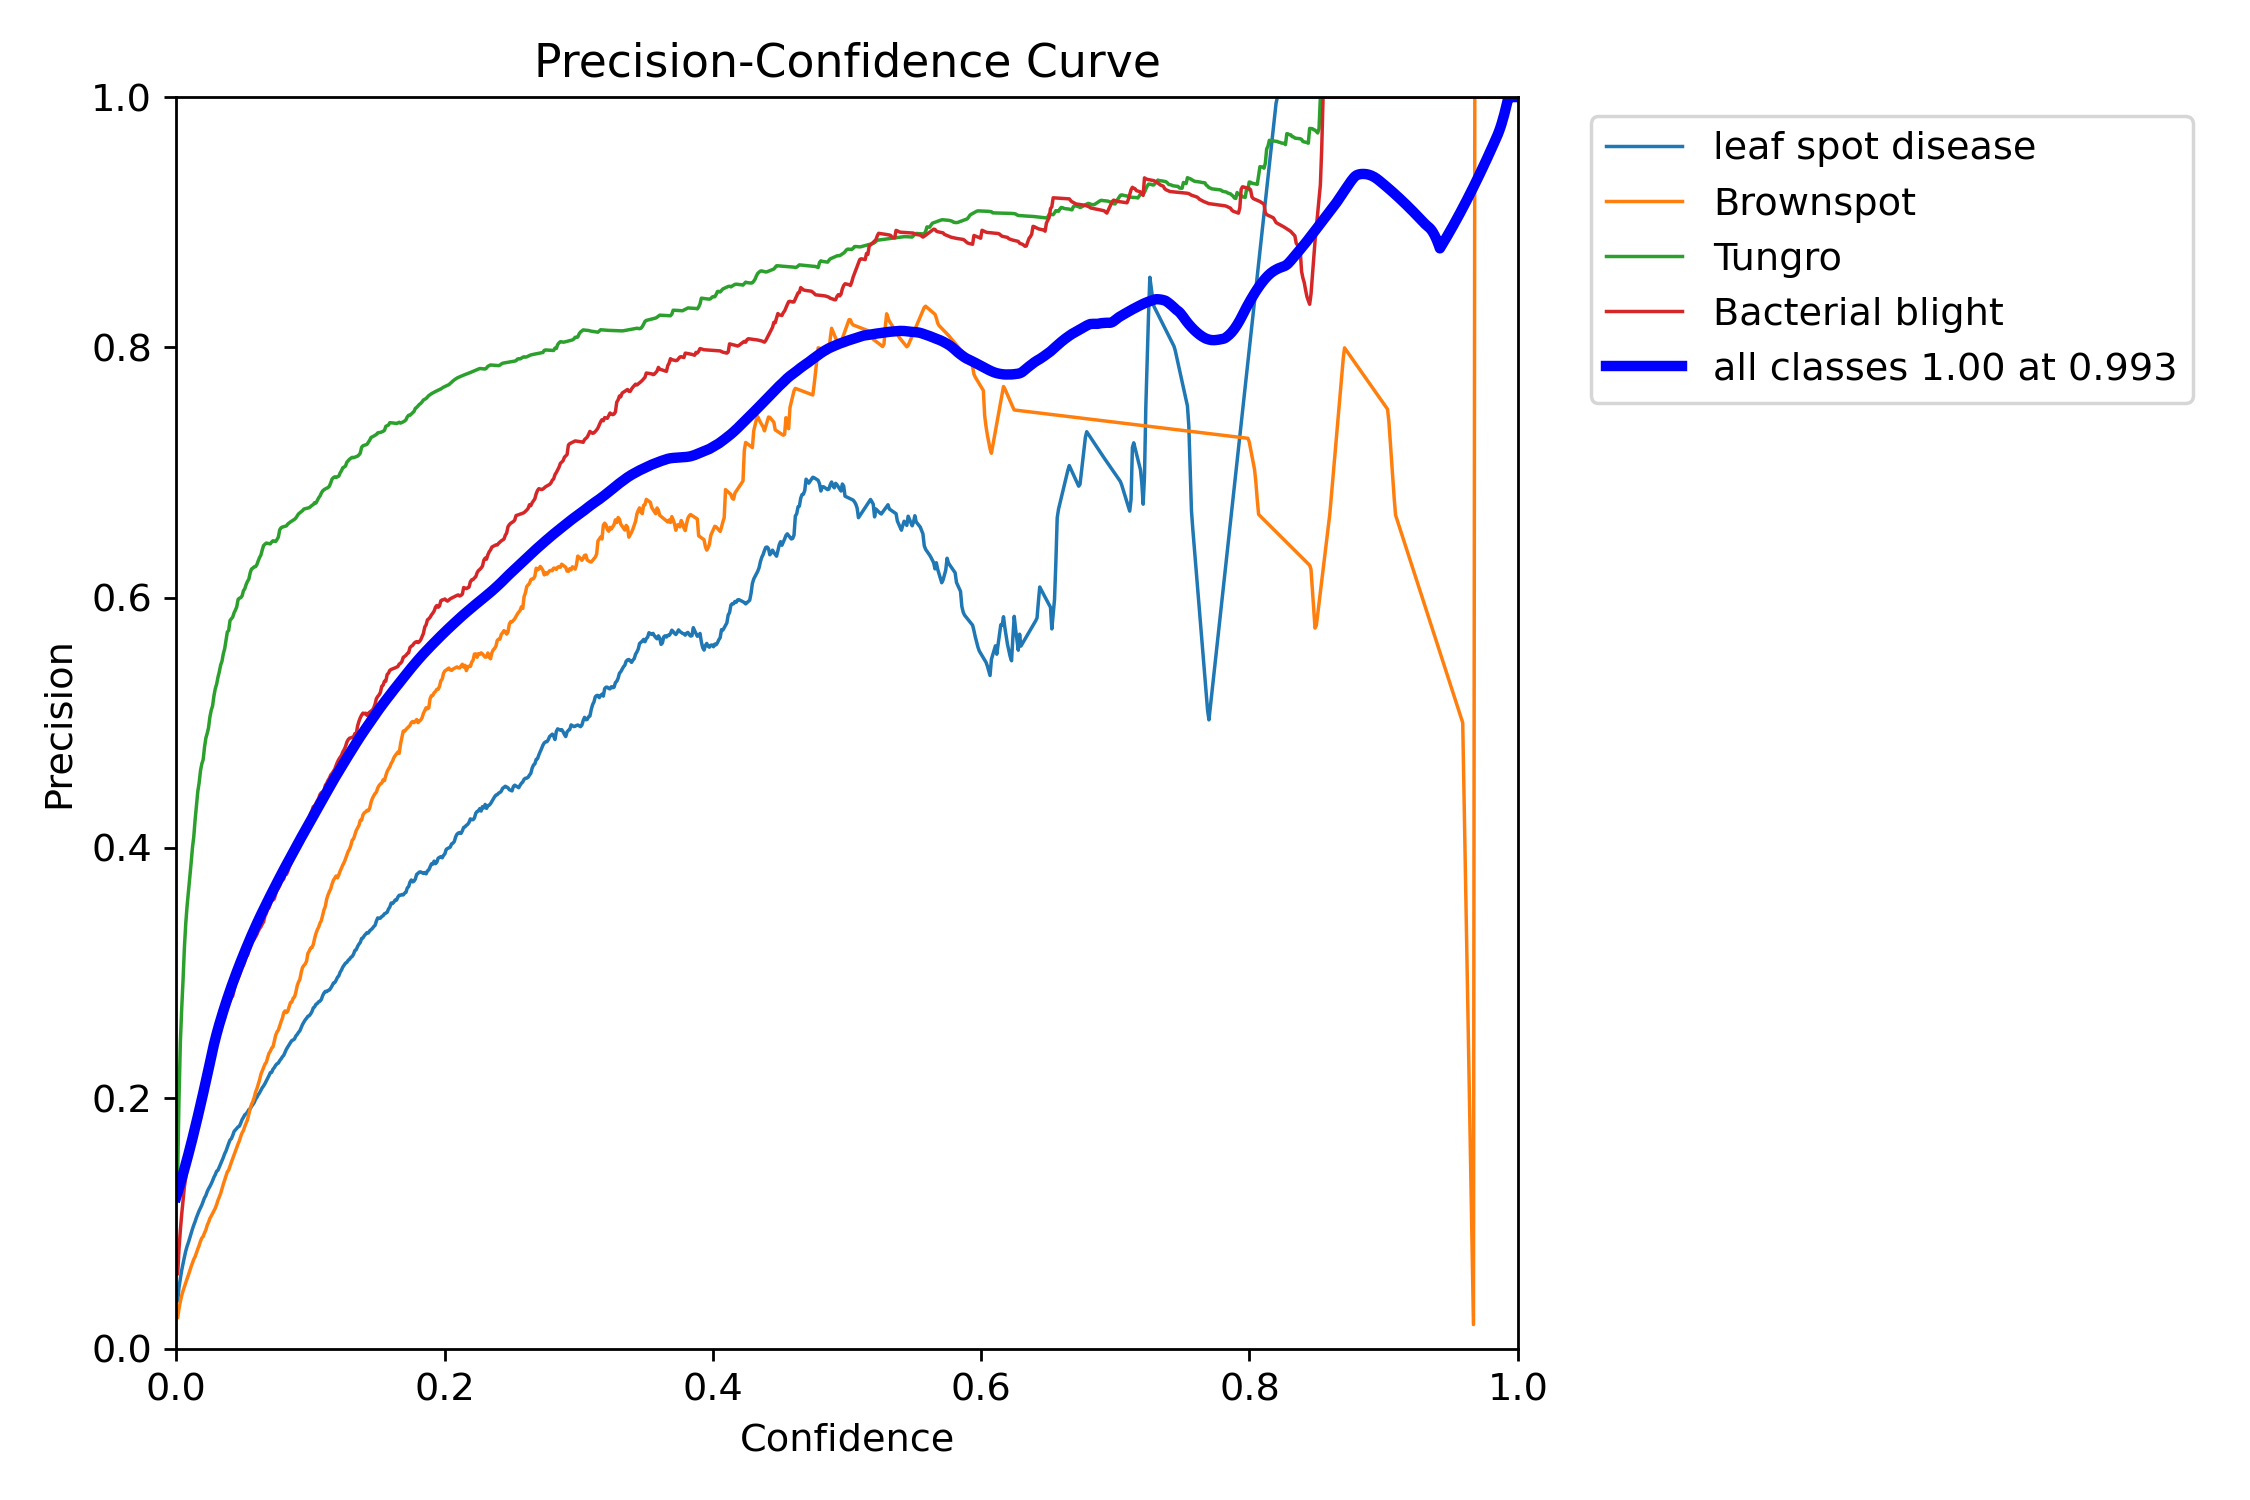 Precision-Confidence Curve
1.0
0.8
0.6
0.4
0.2
0.0
Precision
0.0 0.2 0.4 0.6 0.8 1.0
Confidence
leaf spot disease
Brownspot
Tungro
Bacterial blight
all classes 1.00 at 0.993